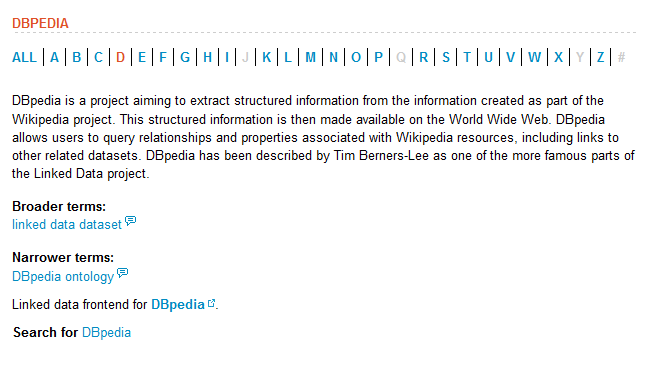 DBPEDIA
ALL | A | B | C | D | E | F | G | H | I | J | K | L | M | N | O | P | Q | R | S | T | U | V | W | X | Y | Z | #
DBpedia is a project aiming to extract structured information from the information created as part of the
Wikipedia project. This structured information is then made available on the World Wide Web. DBpedia
allows users to query relationships and properties associated with Wikipedia resources, including links to
other related datasets. DBpedia has been described by Tim Berners-Lee as one of the more famous parts of
the Linked Data project.
Broader terms:
linked data dataset
Narrower terms:
DBpedia ontology
Linked data frontend for DBpedia.
Search for DBpedia